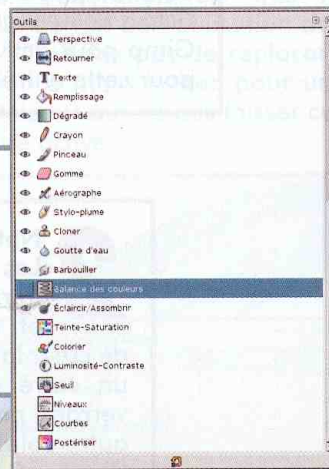 Outils
Perspective
Retourner
Texte
Remplissage
Dégradé
Crayon
Pinceau
Gomme
Aérographe
Stylo-plume
Cloner
Goutte d'eau
Barbouiller
Balance des couleurs
Éclaircir/Assombrir
Teinte-Saturation
Colorier
Luminosité-Contraste
Seuil
Niveaux
Courbes
Postériser